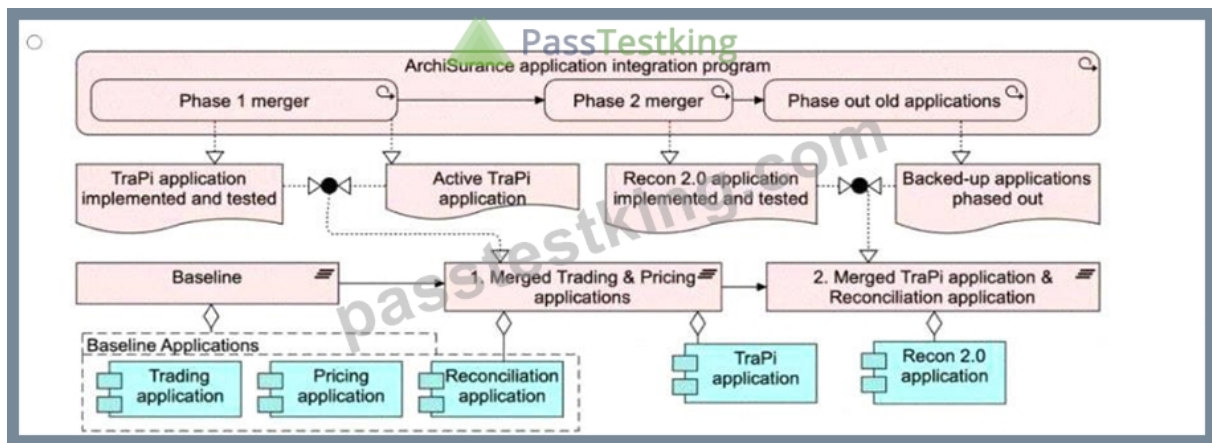 PassTestking
ArchiSurance application integration program
Phase 1 merger
Phase 2 merger
Phase out old applications
TraPi application
implemented and tested
Active TraPi
application
Recon 2.0 application
implemented and tested
Backed-up applications
phased out
Baseline
1. Merged Trading & Pricing
applications
2. Merged TraPi application &
Reconciliation application
Baseline Applications
Trading
application
Pricing
application
Reconciliation
application
TraPi
application
Recon 2.0
application
passtestking.com